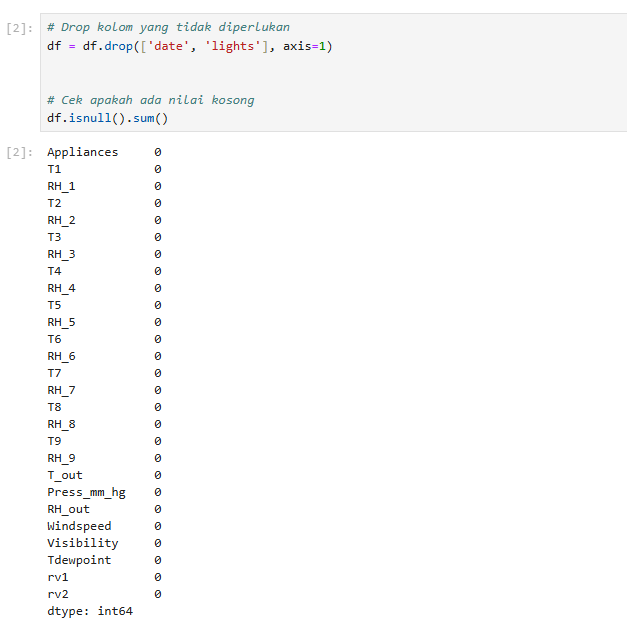 [2]: # Drop kolom yang tidak diperlukan
df = df.drop(['date', 'lights'], axis=1)
# Cek apakah ada nilai kosong
df.isnull().sum()
[2]: Appliances 0
T1 0
RH_1 0
T2 0
RH_2 0
T3 0
RH_3 0
T4 0
RH_4 0
T5 0
RH_5 0
T6 0
RH_6 0
T7 0
RH_7 0
T8 0
RH_8 0
T9 0
RH_9 0
T_out 0
Press_mm_hg 0
RH_out 0
Windspeed 0
Visibility 0
Tdewpoint 0
rv1 0
rv2 0
dtype: int64